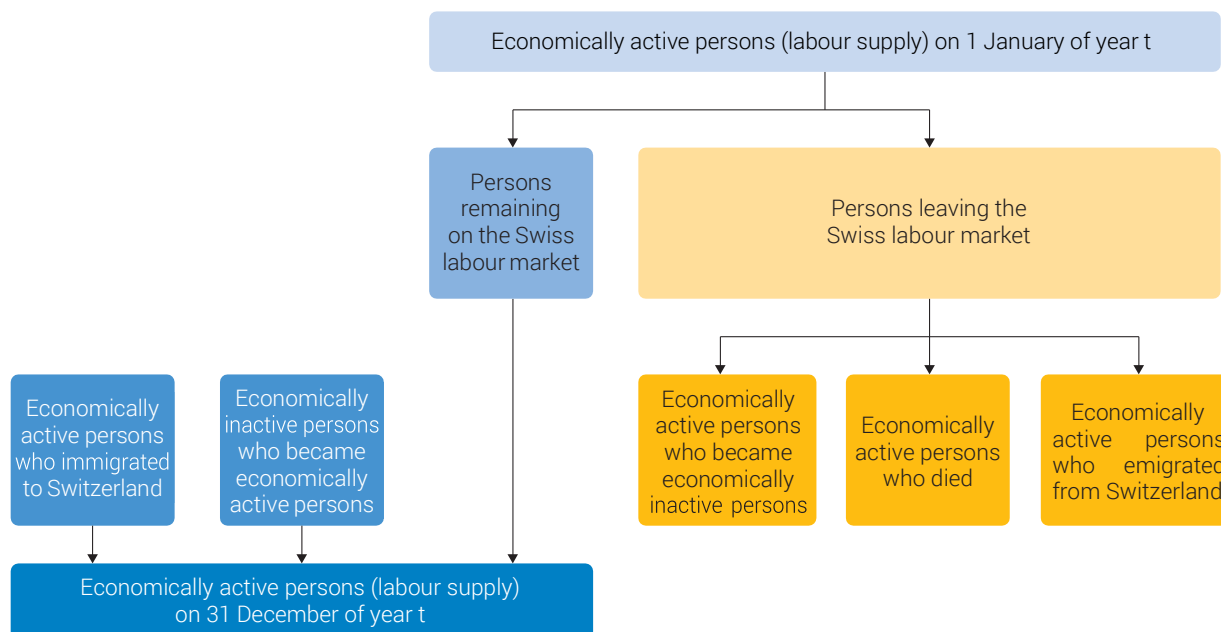 Economically active persons (labour supply) on 1 January of year t
Persons
remaining
on the Swiss
labour market
Persons leaving the
Swiss labour market
Economically
active persons
who immigrated
to Switzerland
Economically
inactive persons
who became
economically
active persons
Economically
active persons
who became
economically
inactive persons
Economically
active persons
who died
Economically
active persons
who emigrated
from Switzerland
Economically active persons (labour supply)
on 31 December of year t